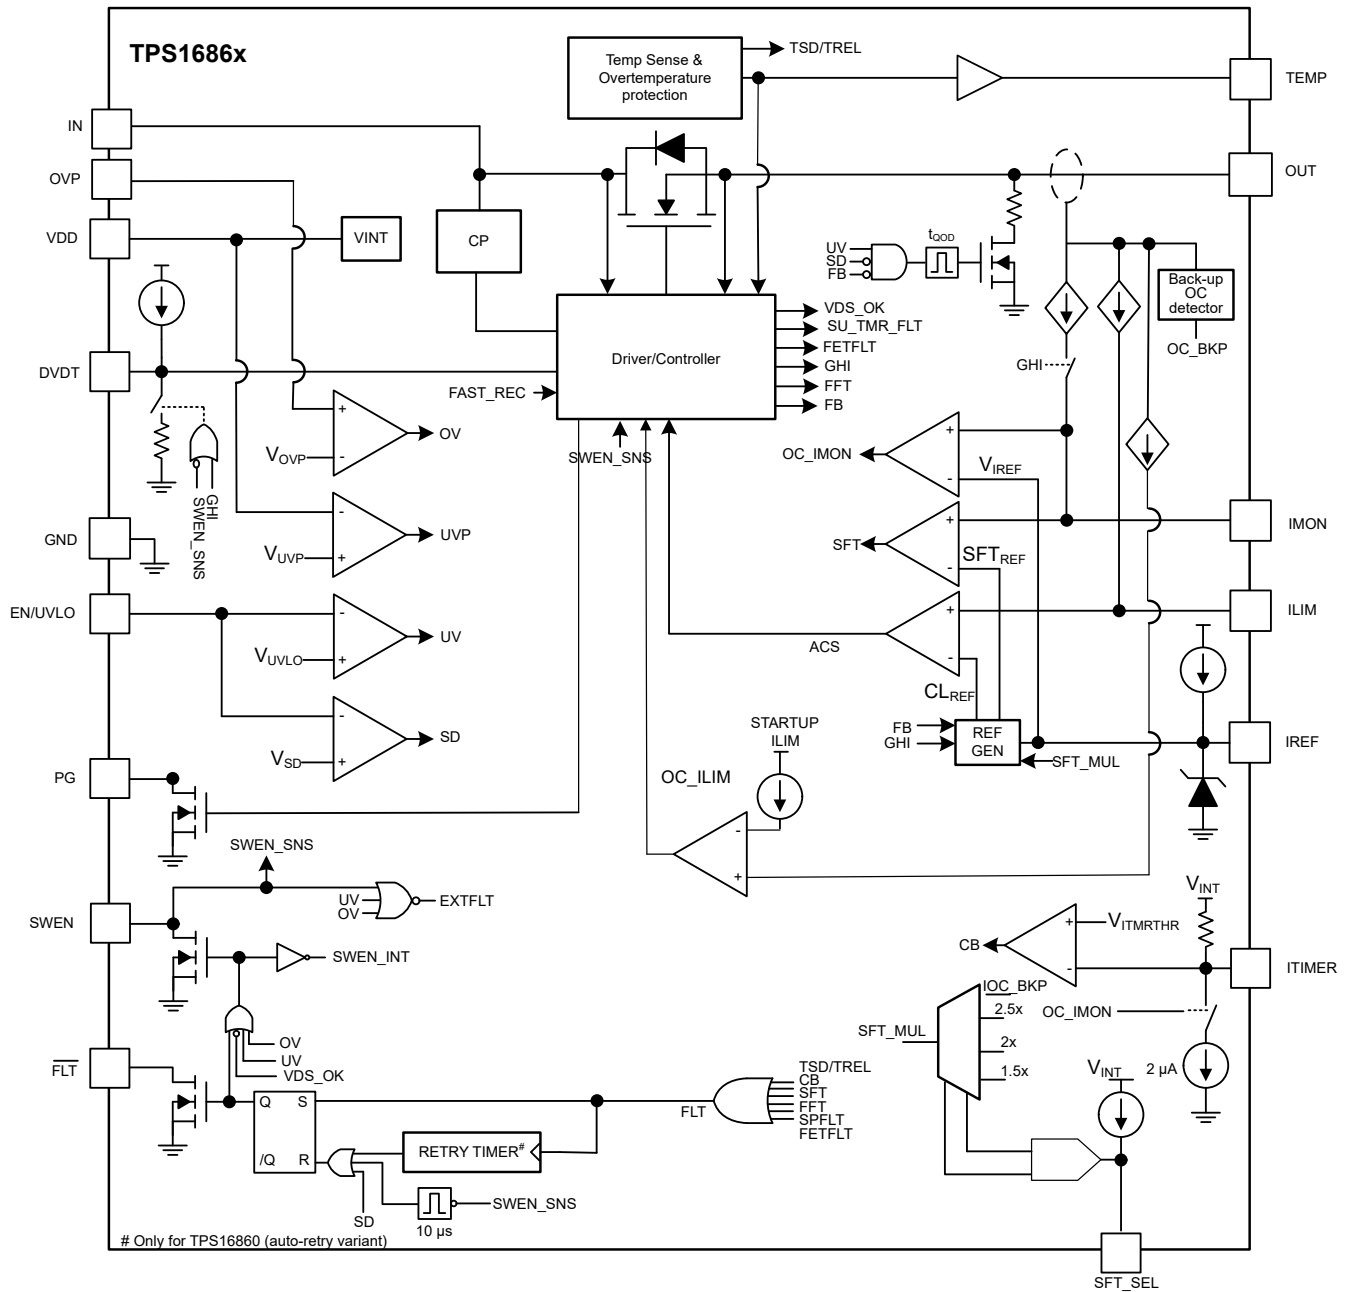 TPS1686x
Temp Sense &
Overtemperature
protection
TSD/TREL
TEMP
IN
OVP
OUT
VDD
VINT
CP
tQOD
UV
SD
FB
Back-up
OC
detector
OC_BKP
VDS_OK
SU_TMR_FLT
FETFLT
GHI
FFT
FB
Driver/Controller
GHI
DVDT
FAST_REC
+
OV
VOVP
-
SWEN_SNS
OC_IMON
+
VIREF
-
GHI
SWEN_SNS
GND
-
UVP
VUVP
+
SFT
+
SFTREF
-
IMON
EN/UVLO
-
UV
VUVLO
+
ACS
+
-
CLREF
ILIM
-
SD
VSD
+
STARTUP
ILIM
FB
GHI
REF
GEN
SFT_MUL
IREF
PG
OC_ILIM
-
+
SWEN_SNS
UV
OV
EXTFLT
SWEN
SWEN_INT
VINT
+
VITMRTHR
CB
-
ITIMER
IOC_BKP
2.5x
2x
1.5x
SFT_MUL
OC_IMON
2 µA
VINT
OV
UV
VDS_OK
FLT
Q
S
/Q
R
FLT
TSD/TREL
CB
SFT
FFT
SPFLT
FETFLT
RETRY TIMER#
SWEN_SNS
SD
10 µs
# Only for TPS16860 (auto-retry variant)
SFT_SEL